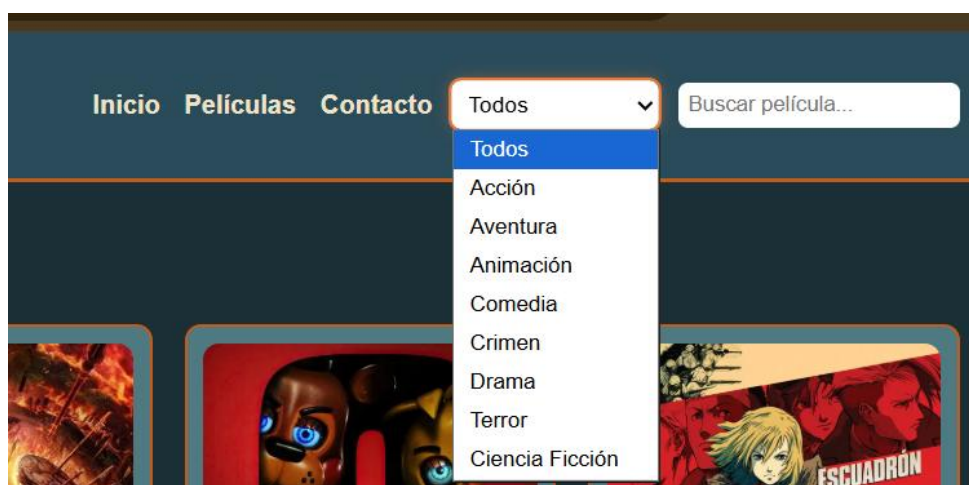 Inicio Películas Contacto Todos Buscar película...
Todos
Acción
Aventura
Animación
Comedia
Crimen
Drama
Terror
Ciencia Ficción
ESCUADRÓN